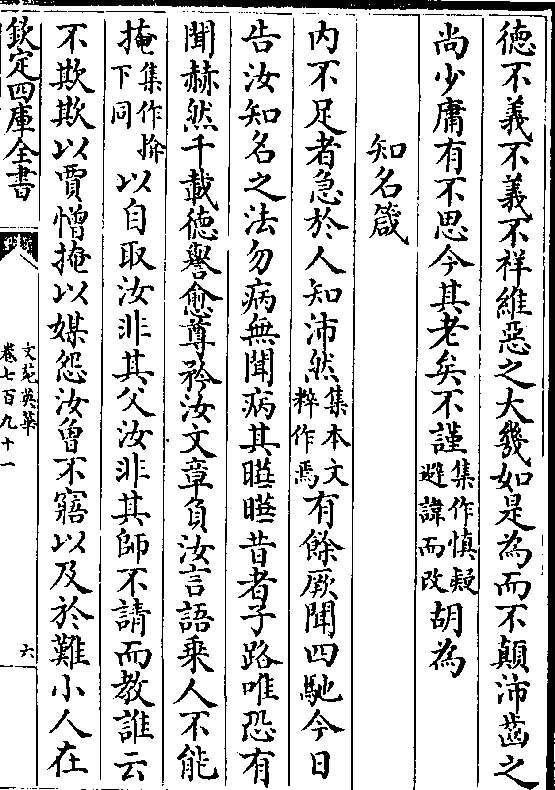 德不義不義不祥維惡之大幾如是為而不顛沛齒之
尚少庸有不思今其老矣不謹集作慎疑避諱而改胡為
知名箴
內不足者急於人知沛然集本文粹作焉有餘厥聞四馳今日
告汝知名之法勿病無聞病其曄曄昔者子路唯恐有
聞赫然千載德譽愈尊矜汝文章負汝言語乗人不能
掩集作揜下同以自取汝非其父汝非其師不請而教誰云
不欺欺以賈憎掩以媒怨汝曾不寤以及於難小人在
欽定四庫全書
文苑英華
卷七百九十一
六